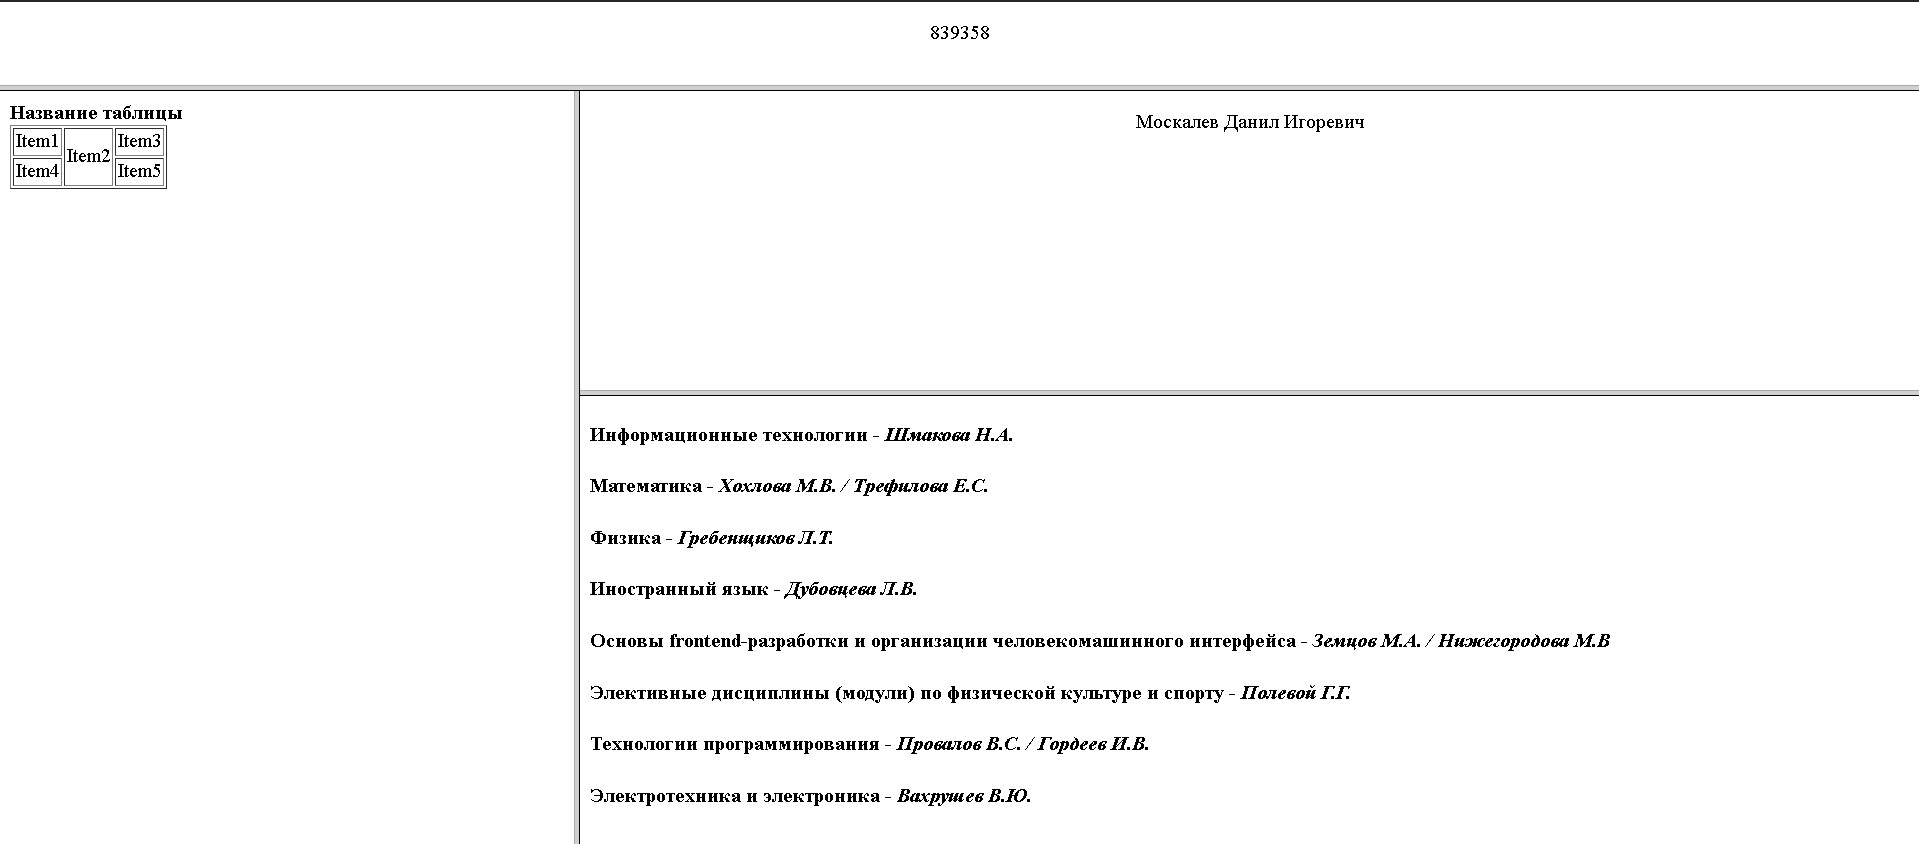 839358
Название таблицы
Item1 Item2 Item3
Item4 Item5
Москалев Данил Игоревич
Информационные технологии - Шмакова Н.А.
Математика - Хохлова М.В. / Трефилова Е.С.
Физика - Гребенщиков Л.Т.
Иностранный язык - Дубовцева Л.В.
Основы frontend-разработки и организации человекомашинного интерфейса - Земцов М.А. / Нижегородова М.В
Элективные дисциплины (модули) по физической культуре и спорту - Полевой Г.Г.
Технологии программирования - Провалов В.С. / Гордеев И.В.
Электротехника и электроника - Вахрушев В.Ю.